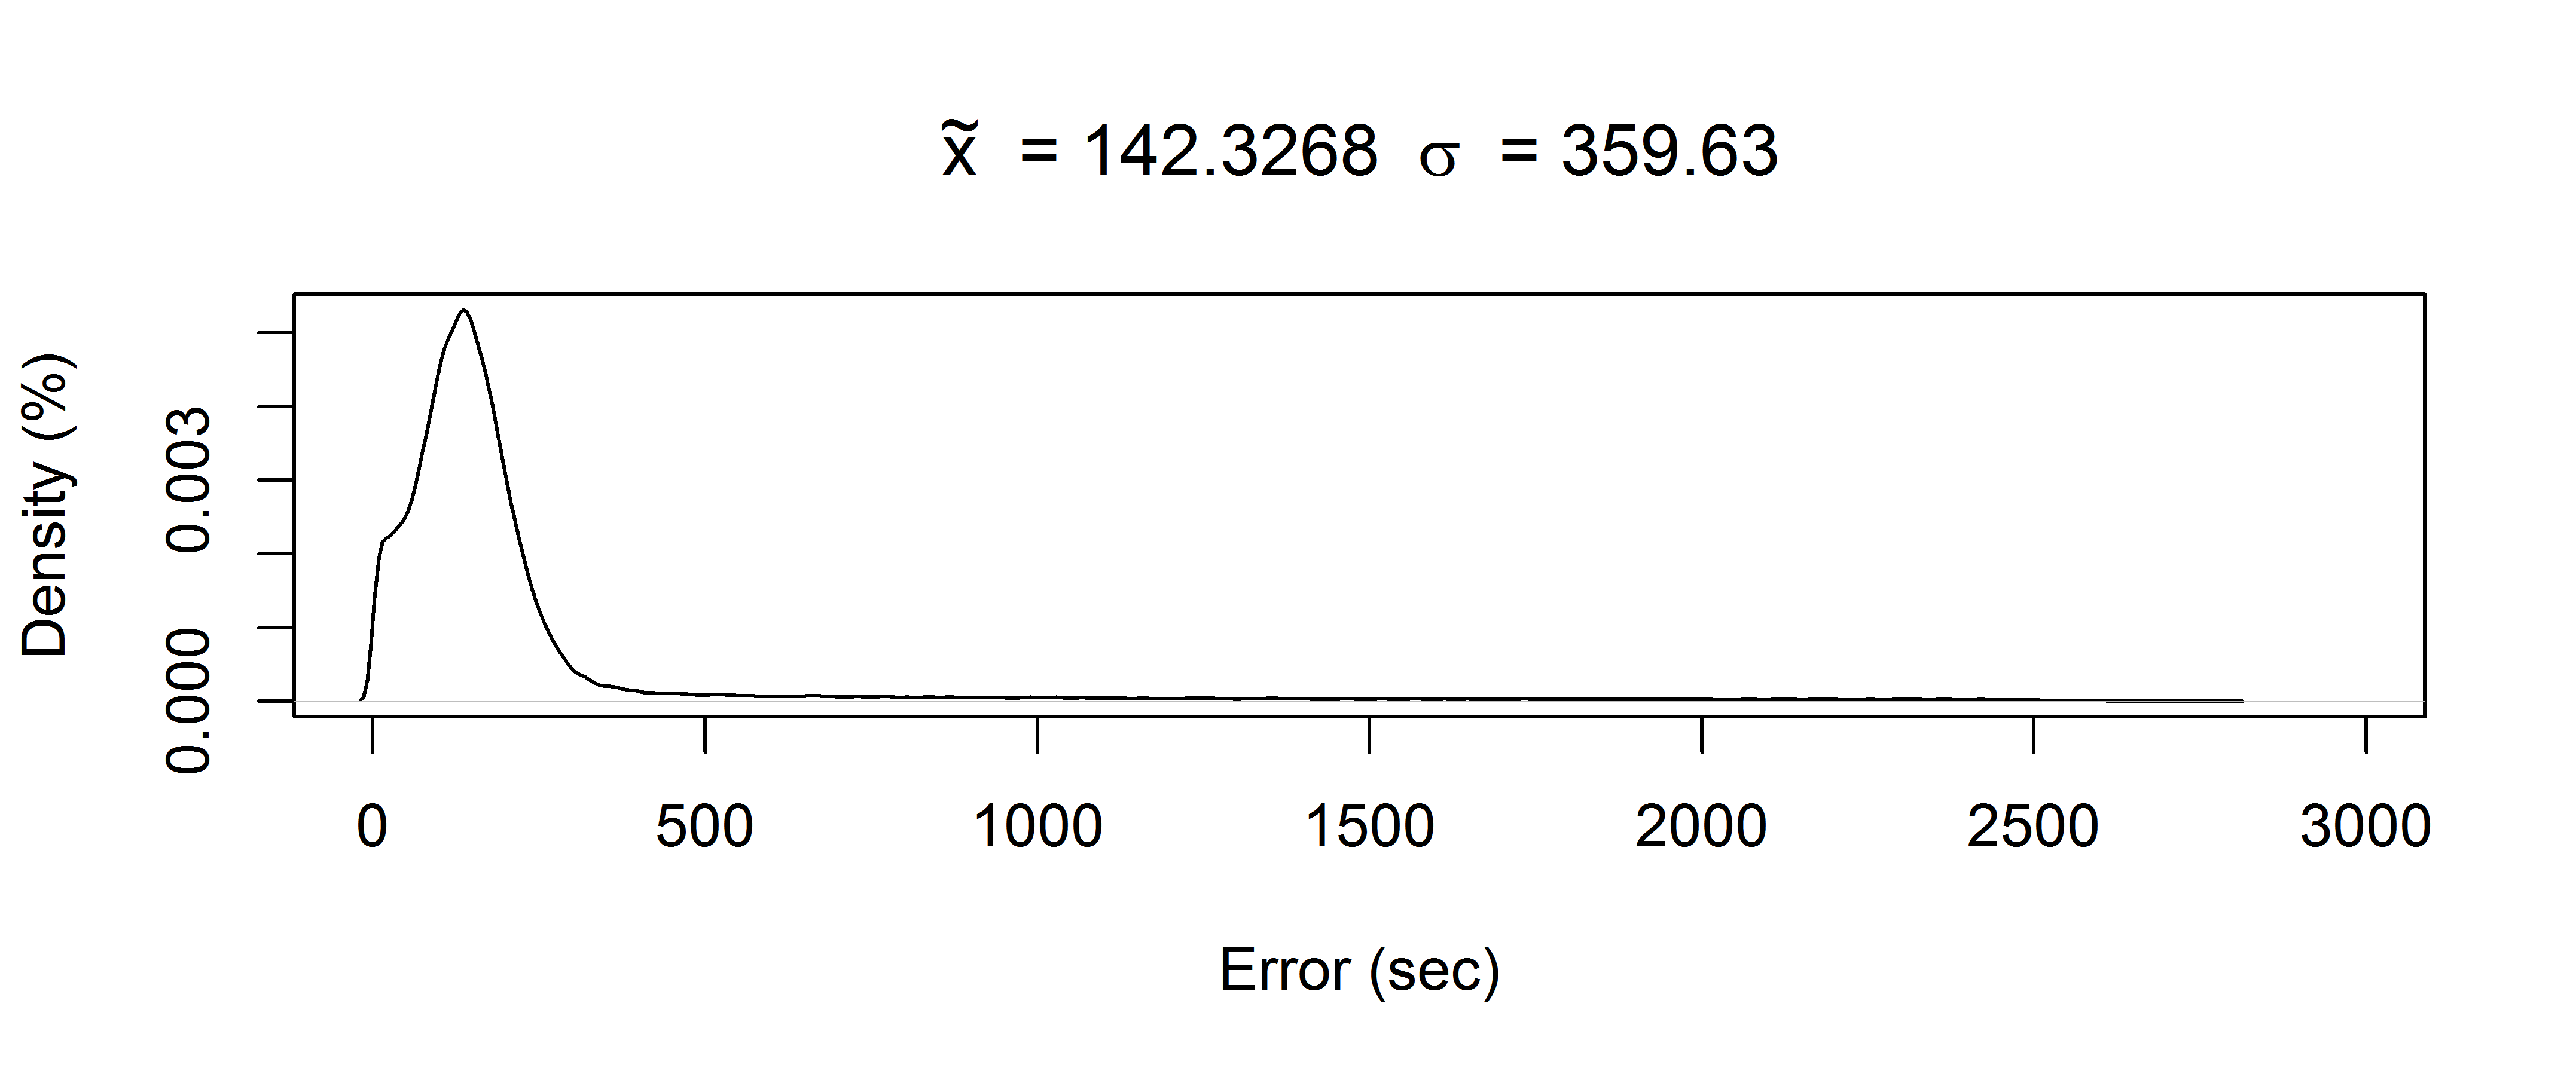 x̃ = 142.3268 σ = 359.63
Density (%)
0.003
0.000
0 500 1000 1500 2000 2500 3000
Error (sec)